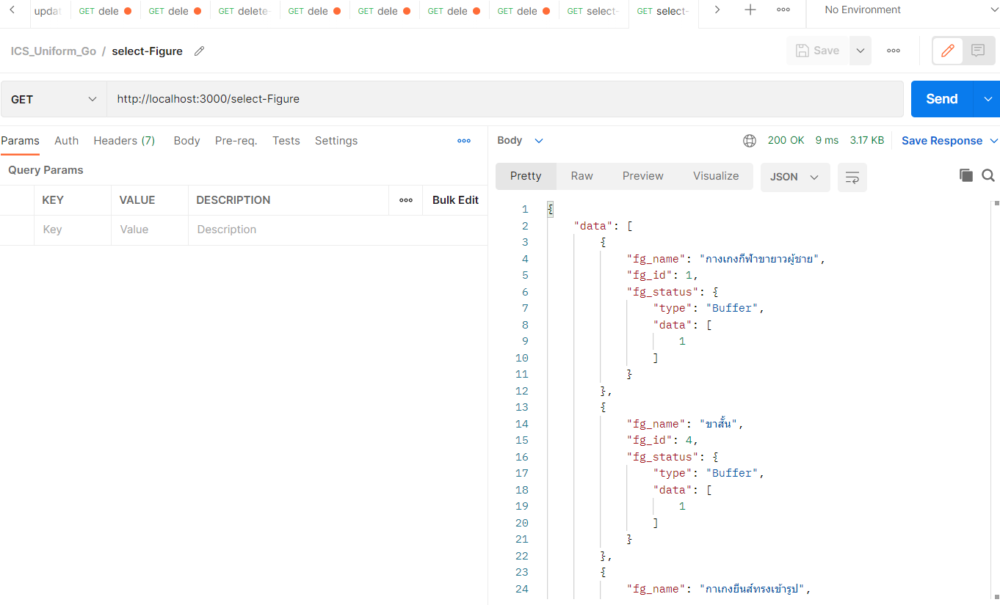 updat
GET dele
GET dele
GET delete-
GET dele
GET dele
GET dele
GET dele
GET select-
GET select-
No Environment
ICS_Uniform_Go / select-Figure
Save
GET
http://localhost:3000/select-Figure
Send
Params Auth Headers (7) Body Pre-req. Tests Settings
Query Params
KEY VALUE DESCRIPTION Bulk Edit
Key Value Description
Body
200 OK 9 ms 3.17 KB Save Response
Pretty Raw Preview Visualize JSON
1 {
2 "data": [
3 {
4 "fg_name": "กางเกงกีฬาขายาวผู้ชาย",
5 "fg_id": 1,
6 "fg_status": {
7 "type": "Buffer",
8 "data": [
9 1
10 ]
11 }
12 },
13 {
14 "fg_name": "ขาสั้น",
15 "fg_id": 4,
16 "fg_status": {
17 "type": "Buffer",
18 "data": [
19 1
20 ]
21 }
22 },
23 {
24 "fg_name": "กาเกงยีนส์ทรงเข้ารูป",